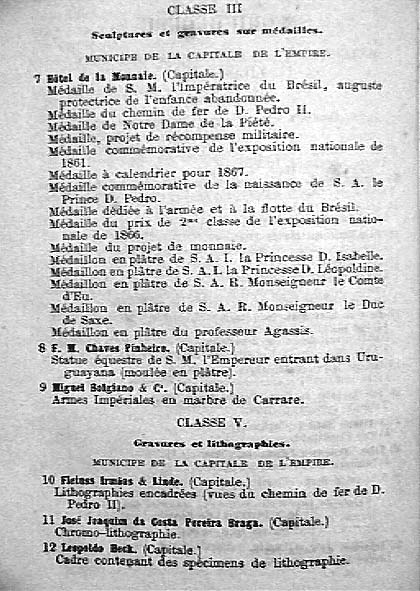 CLASSE III
Sculptures et gravures sur médailles.
MUNICIPE DE LA CAPITALE DE L'EMPIRE.
7 Hôtel de la Monnaie. (Capitale.)
Médaille de S. M. l'Impératrice du Brésil, auguste
protectrice de l'enfance abandonnée.
Médaille du chemin de fer de D. Pedro II.
Médaille de Notre Dame de la Piété.
Médaille, projet de récompense militaire.
Médaille commémorative de l'exposition nationale de
1861.
Médaille à calendrier pour 1867.
Médaille commémorative de la naissance de S. A. le
Prince D. Pedro.
Médaille dédiée à l'armée et à la flotte du Brésil.
Médaille du prix de 2me classe de l'exposition natio-
nale de 1866.
Médaille du projet de monnaie.
Médaillon en plâtre de S. A. I. la Princesse D. Isabelle.
Médaillon en plâtre de S. A. I. la Princesse D. Léopoldine.
Médaillon en plâtre de S. A. R. Monseigneur le Comte
d'Eu.
Médaillon en plâtre de S. A. R. Monseigneur le Duc
de Saxe.
Médaillon en plâtre du professeur Agassis.
8 F. M. Chaves Pinheiro. (Capitale.)
Statue équestre de S. M. l'Empereur entrant dans Uru-
guayana (moulée en plâtre).
9 Miguel Bolgiano & Ca. (Capitale.)
Armes Impériales en marbre de Carrare.
CLASSE V.
Gravures et lithographies.
MUNICIPE DE LA CAPITALE DE L'EMPIRE.
10 Fleiuss Irmãos & Linde. (Capitale.)
Lithographies encadrées (vues du chemin de fer de D.
Pedro II).
11 José Joaquim da Costa Pereira Braga. (Capitale.)
Chromo-lithographie.
12 Leopoldo Heck. (Capitale.)
Cadre contenant des spécimens de lithographie.